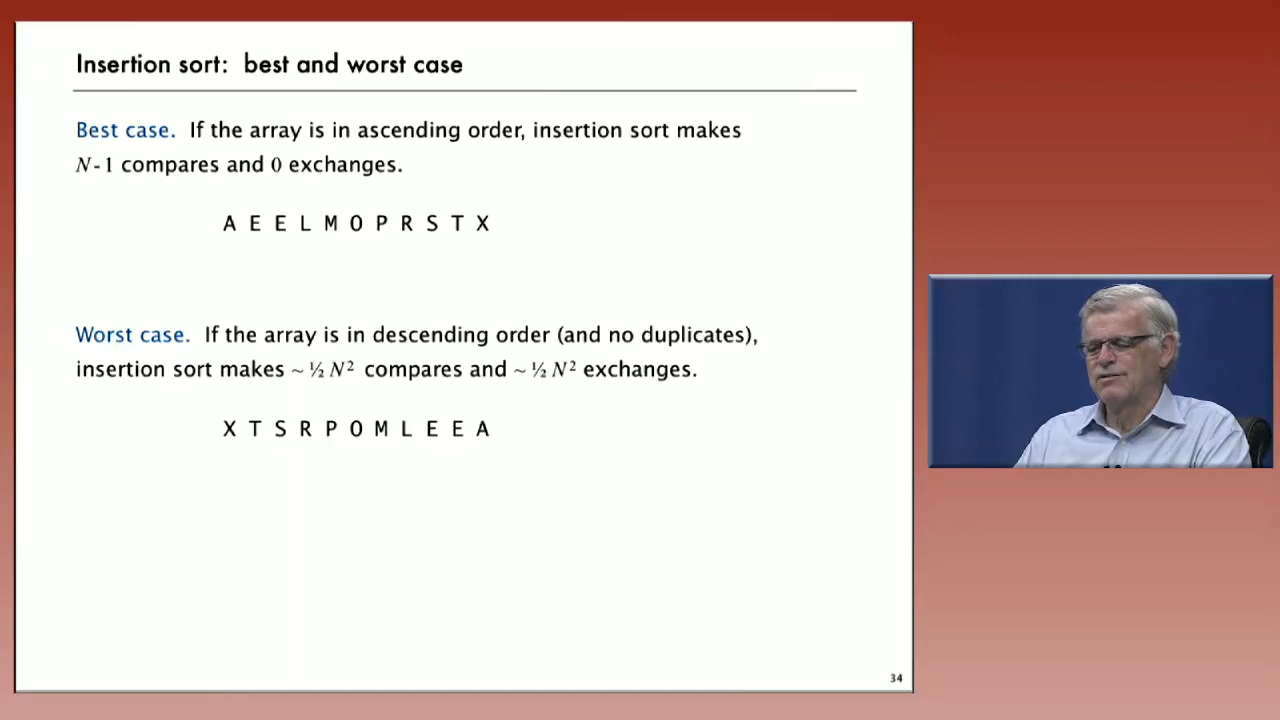 Insertion sort: best and worst case
Best case. If the array is in ascending order, insertion sort makes
N - 1 compares and 0 exchanges.
A E E L M O P R S T X
Worst case. If the array is in descending order (and no duplicates),
insertion sort makes ~ ½ N² compares and ~ ½ N² exchanges.
X T S R P O M L E E A
34